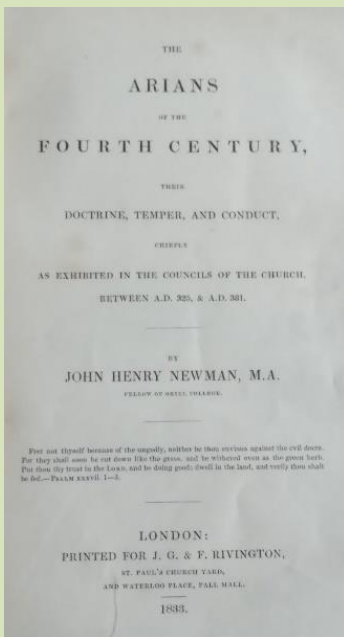 THE
ARIANS
OF THE
FOURTH CENTURY,
THEIR
DOCTRINE, TEMPER, AND CONDUCT,
CHIEFLY
AS EXHIBITED IN THE COUNCILS OF THE CHURCH,
BETWEEN A.D. 325, & A.D. 381.
BY
JOHN HENRY NEWMAN, M.A.
FELLOW OF ORIEL COLLEGE.
Fret not thyself because of the ungodly, neither be thou envious against the evil doers.
For they shall soon be cut down like the grass, and be withered even as the green herb.
Put thou thy trust in the LORD, and be doing good; dwell in the land, and verily thou shalt
be fed.—PSALM XXXVII. 1—3.
LONDON:
PRINTED FOR J. G. & F. RIVINGTON,
ST. PAUL'S CHURCH YARD,
AND WATERLOO PLACE, PALL MALL.
1833.